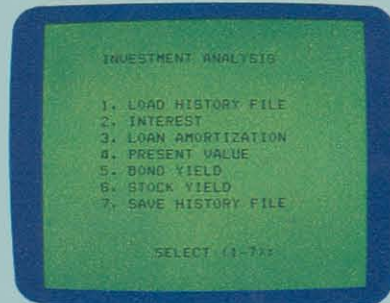 INVESTMENT ANALYSIS
1. LOAD HISTORY FILE
2. INTEREST
3. LOAN AMORTIZATION
4. PRESENT VALUE
5. BOND YIELD
6. STOCK YIELD
7. SAVE HISTORY FILE
SELECT (1-7):